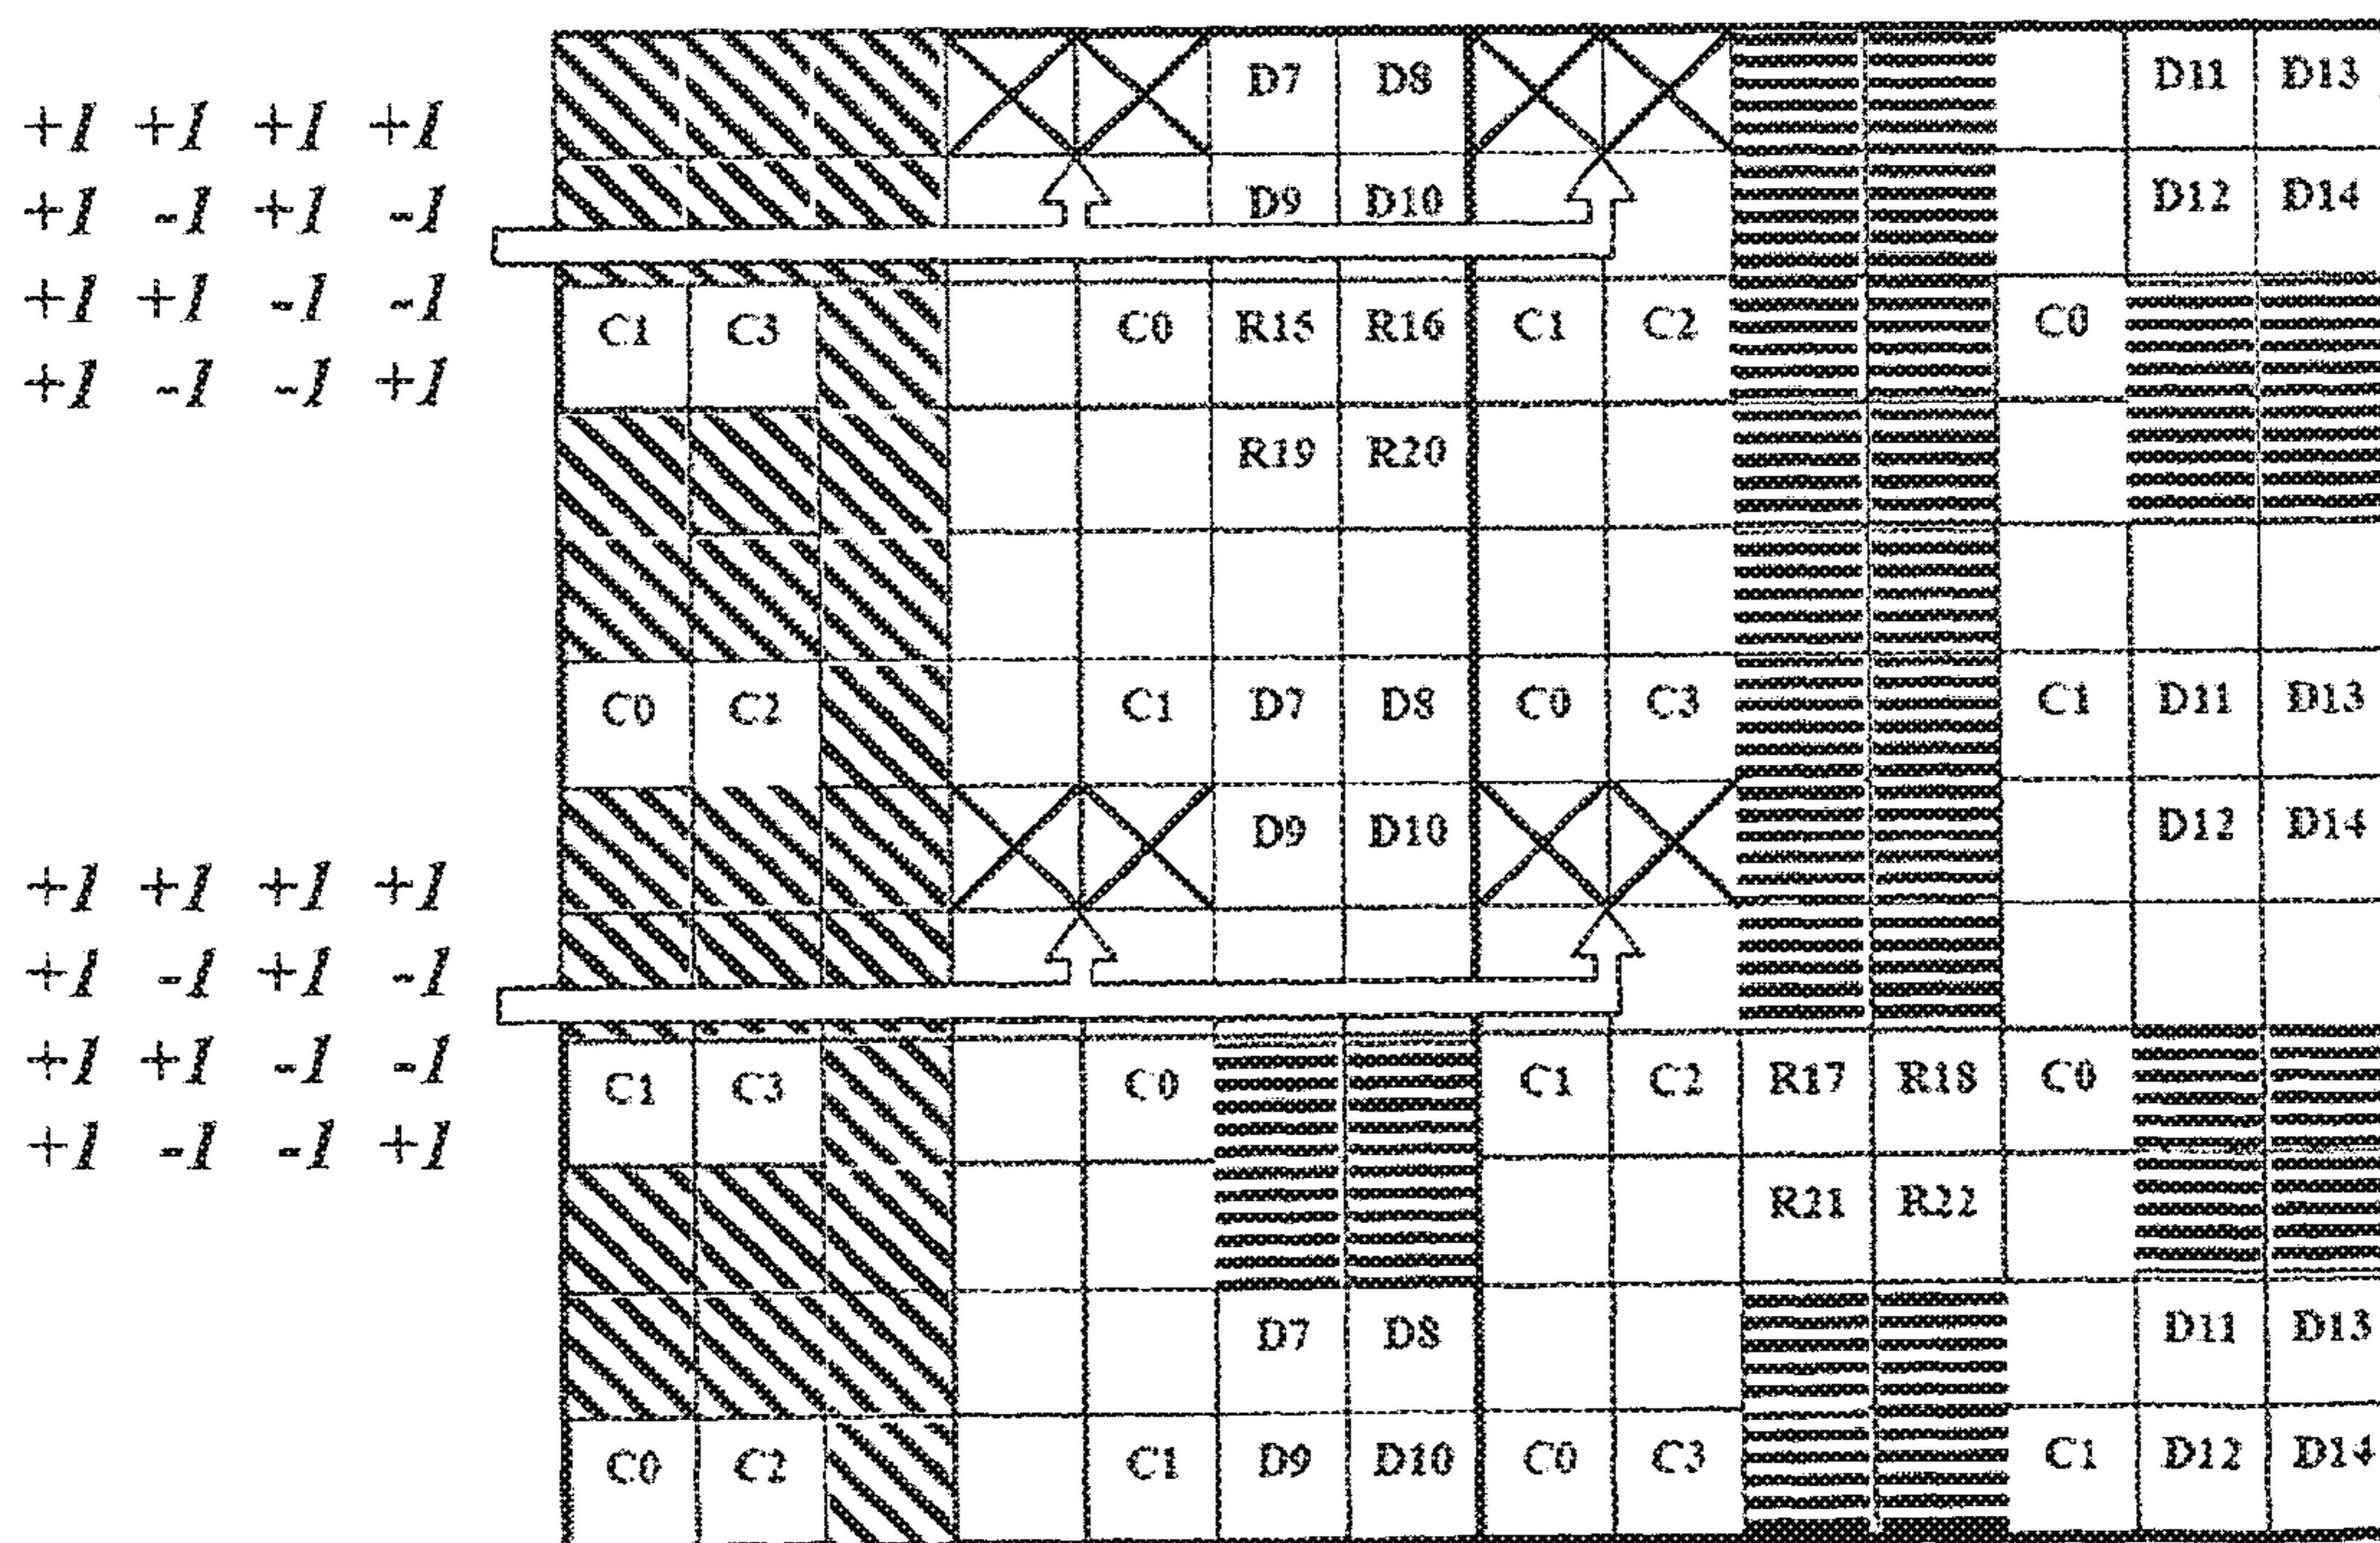 +1 +1 +1 +1
+1 -1 +1 -1
+1 +1 -1 -1
+1 -1 -1 +1
D7 D8 D11 D13
D9 D10 D12 D14
C1 C3 C0 R15 R16 C1 C2 C0
R19 R20
C0 C2 C1 D7 D8 C0 C3 C1 D11 D13
D9 D10 D12 D14
+1 +1 +1 +1
+1 -1 +1 -1
+1 +1 -1 -1
+1 -1 -1 +1
C1 C3 C0 C1 C2 R17 R18 C0
R21 R22
D7 D8 D11 D13
C0 C2 C1 D9 D10 C0 C3 C1 D12 D14